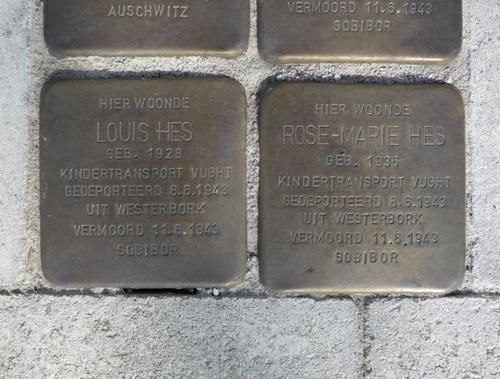 AUSCHWITZ
VERMOORD 11.6.1943
SOBIBOR
HIER WOONDE
LOUIS HES
GEB. 1928
KINDERTRANSPORT VUGHT
GEDEPORTEERD 8.6.1943
UIT WESTERBORK
VERMOORD 11.6.1943
SOBIBOR
HIER WOONDE
ROSE-MARIE HES
GEB. 1936
KINDERTRANSPORT VUGHT
GEDEPORTEERD 8.6.1943
UIT WESTERBORK
VERMOORD 11.6.1943
SOBIBOR